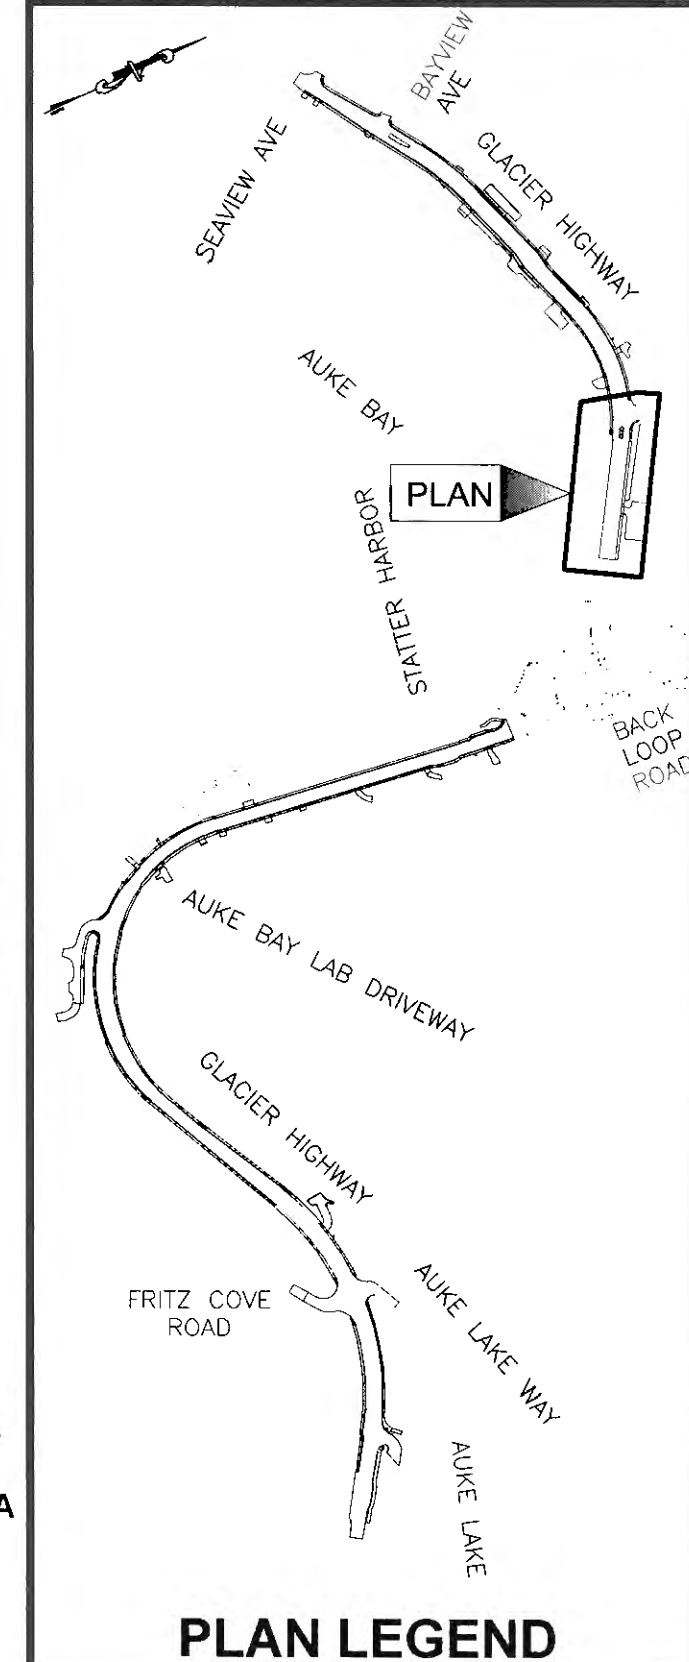 BAYVIEW
AVE
SEAVIEW AVE
GLACIER HIGHWAY
AUKE BAY
PLAN
STATTER HARBOR
BACK
LOOP
ROAD
AUKE BAY LAB DRIVEWAY
GLACIER HIGHWAY
FRITZ COVE
ROAD
AUKE LAKE WAY
A
AUKE LAKE
PLAN LEGEND